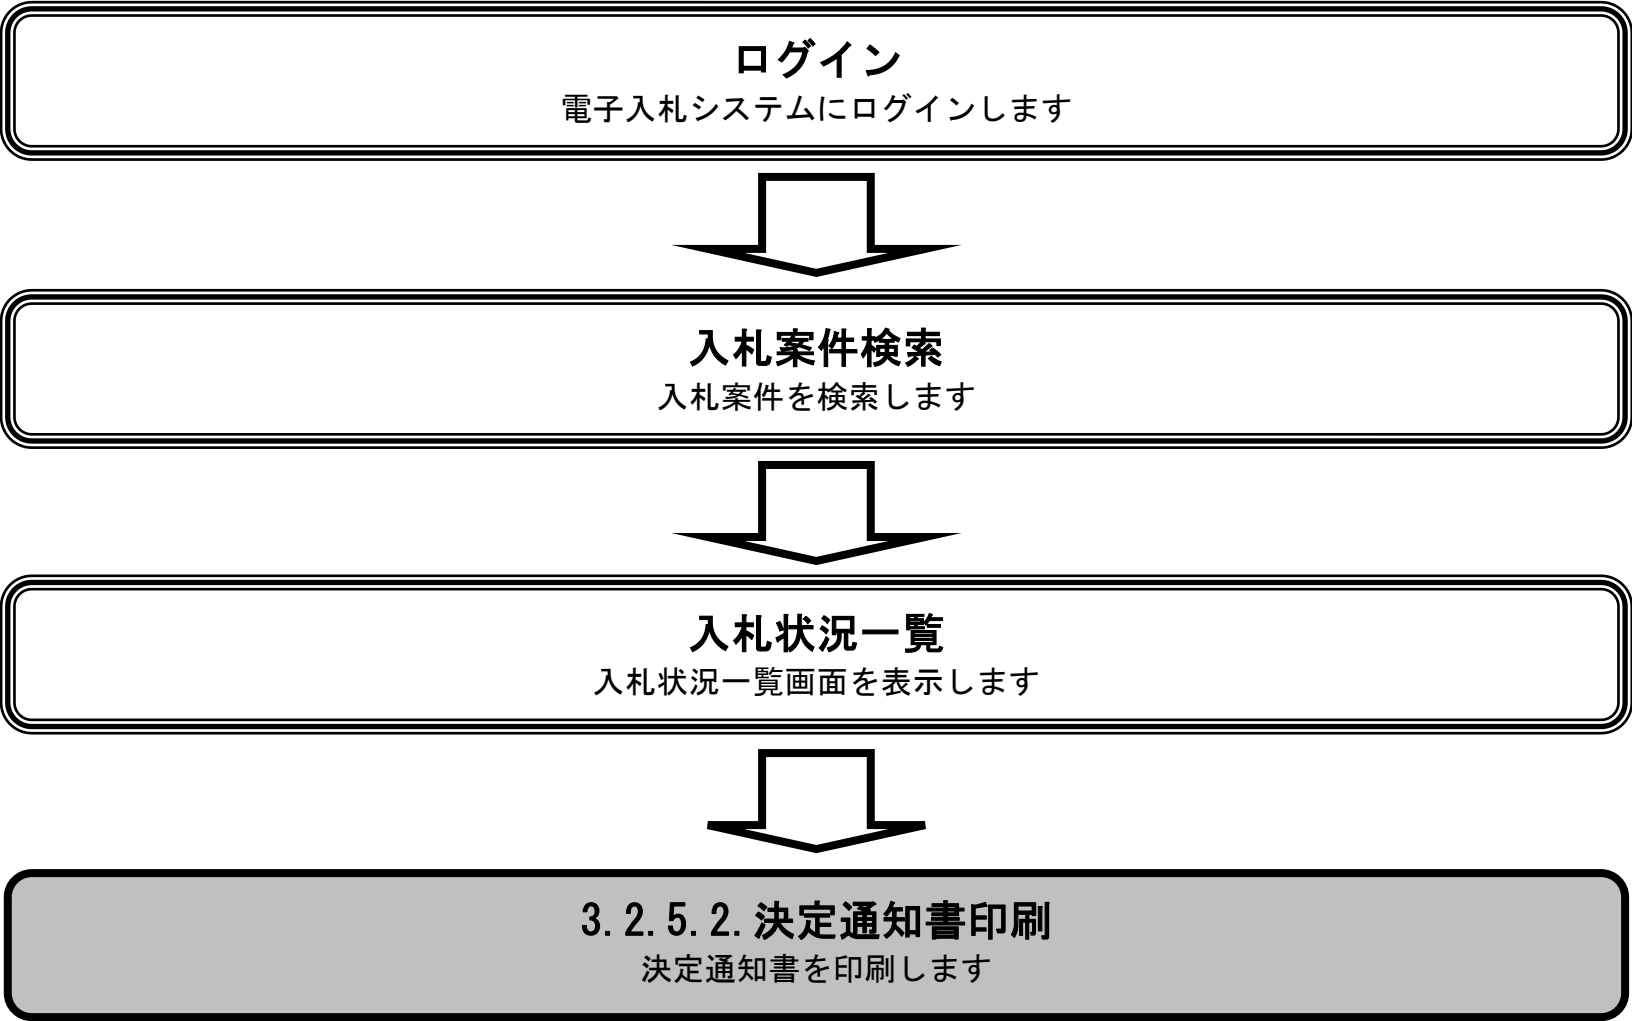 ログイン
電子入札システムにログインします
入札案件検索
入札案件を検索します
入札状況一覧
入札状況一覧画面を表示します
3.2.5.2.決定通知書印刷
決定通知書を印刷します